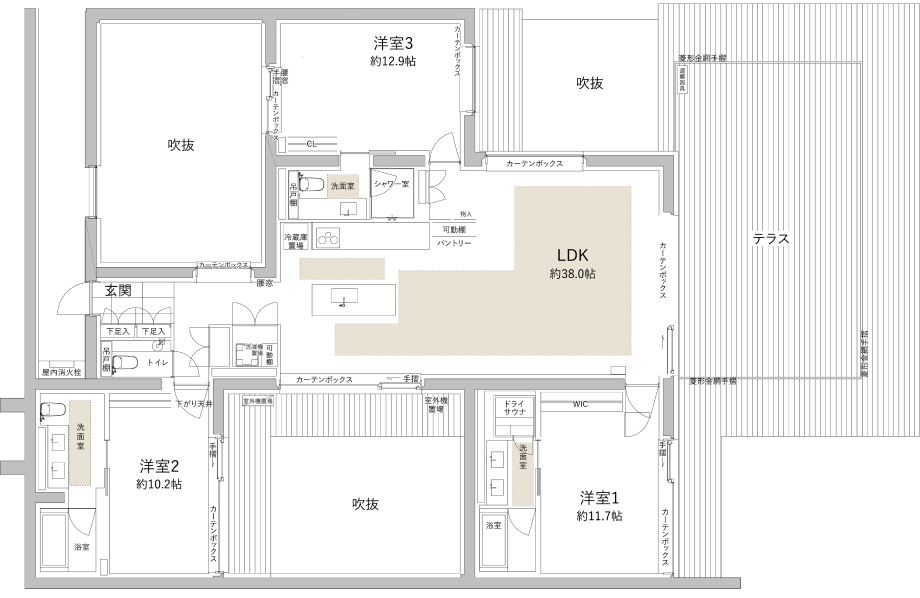 洋室3
約12.9帖
カーテンボックス
腰窓
手摺
カーテンボックス
CL
吹抜
吹抜
菱形金網手摺
避難器具
カーテンボックス
吊戸棚
洗面室
シャワー室
物入
可動棚
パントリー
冷蔵庫
置場
LDK
約38.0帖
カーテンボックス
テラス
カーテンボックス
腰窓
玄関
下足入
下足入
吊戸棚
トイレ
洗濯機
置場
可動棚
屋内消火栓
カーテンボックス
手摺
菱形金網手摺
菱形金網手摺
下がり天井
室外機置場
室外機
置場
ドライ
サウナ
WIC
洗面室
洋室2
約10.2帖
手摺
カーテンボックス
吹抜
洗面室
洋室1
約11.7帖
手摺
カーテンボックス
浴室
浴室